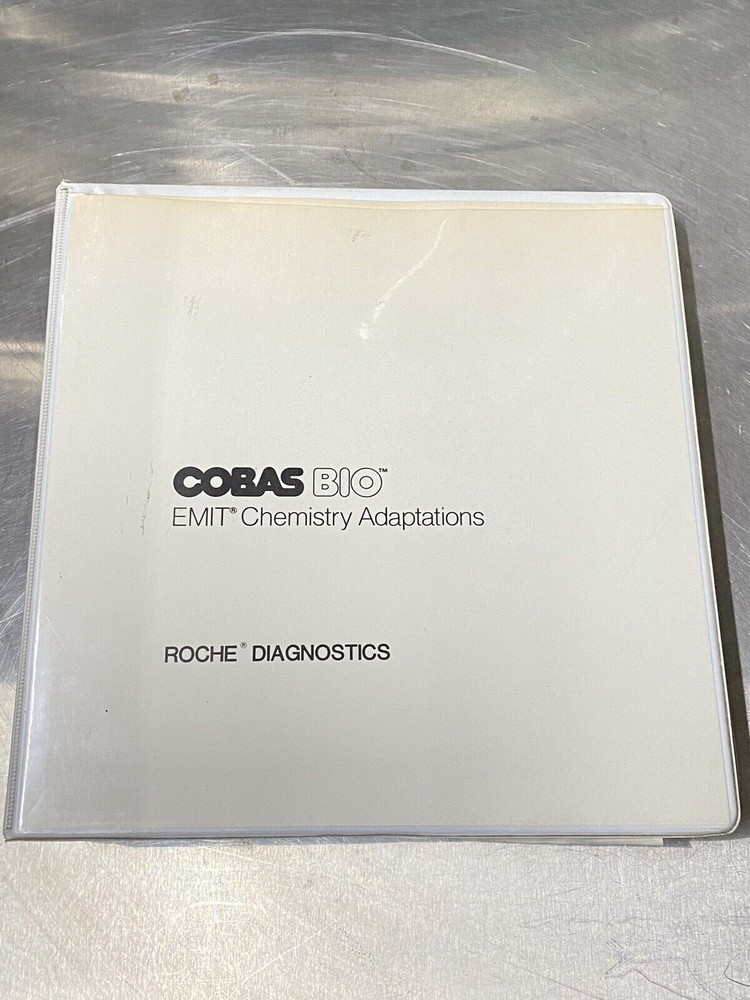 COBAS BIO™
EMIT® Chemistry Adaptations
ROCHE® DIAGNOSTICS